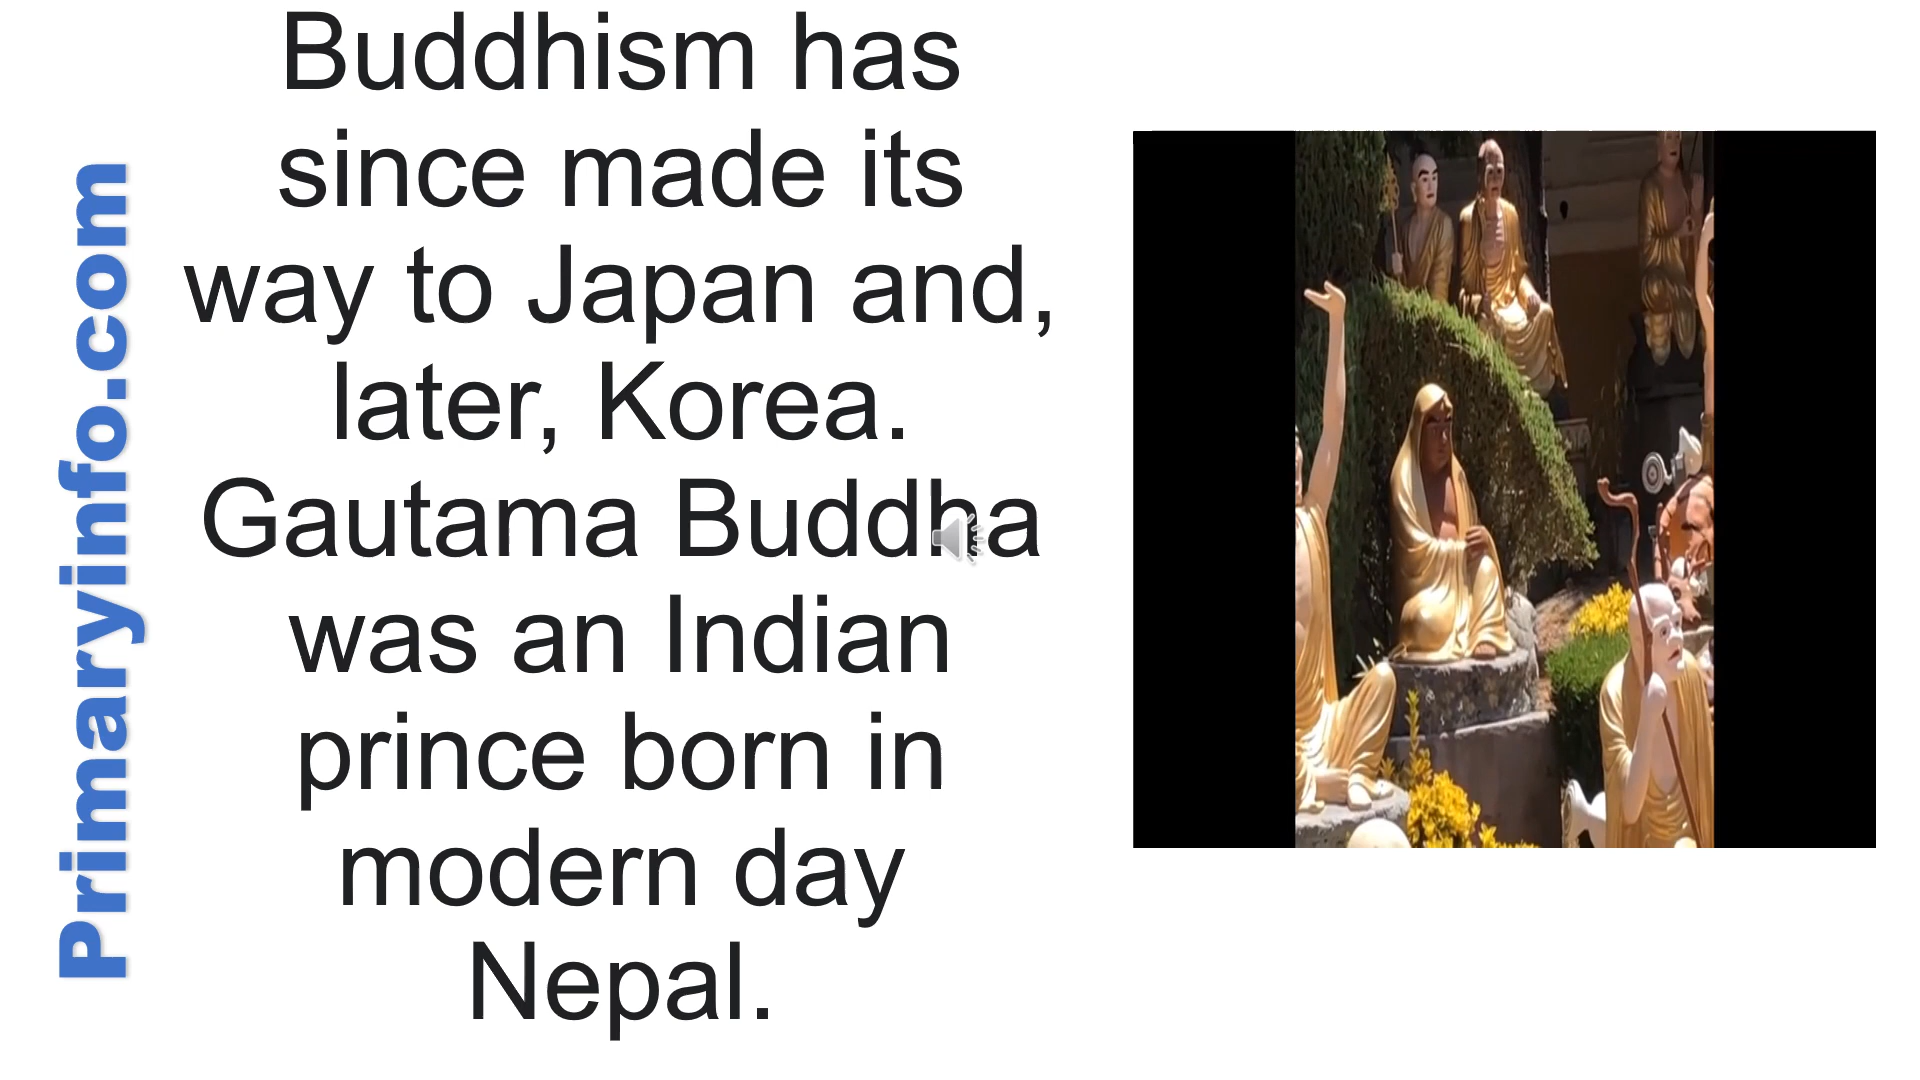 Primaryinfo.com
Buddhism has
since made its
way to Japan and,
later, Korea.
Gautama Buddha
was an Indian
prince born in
modern day
Nepal.